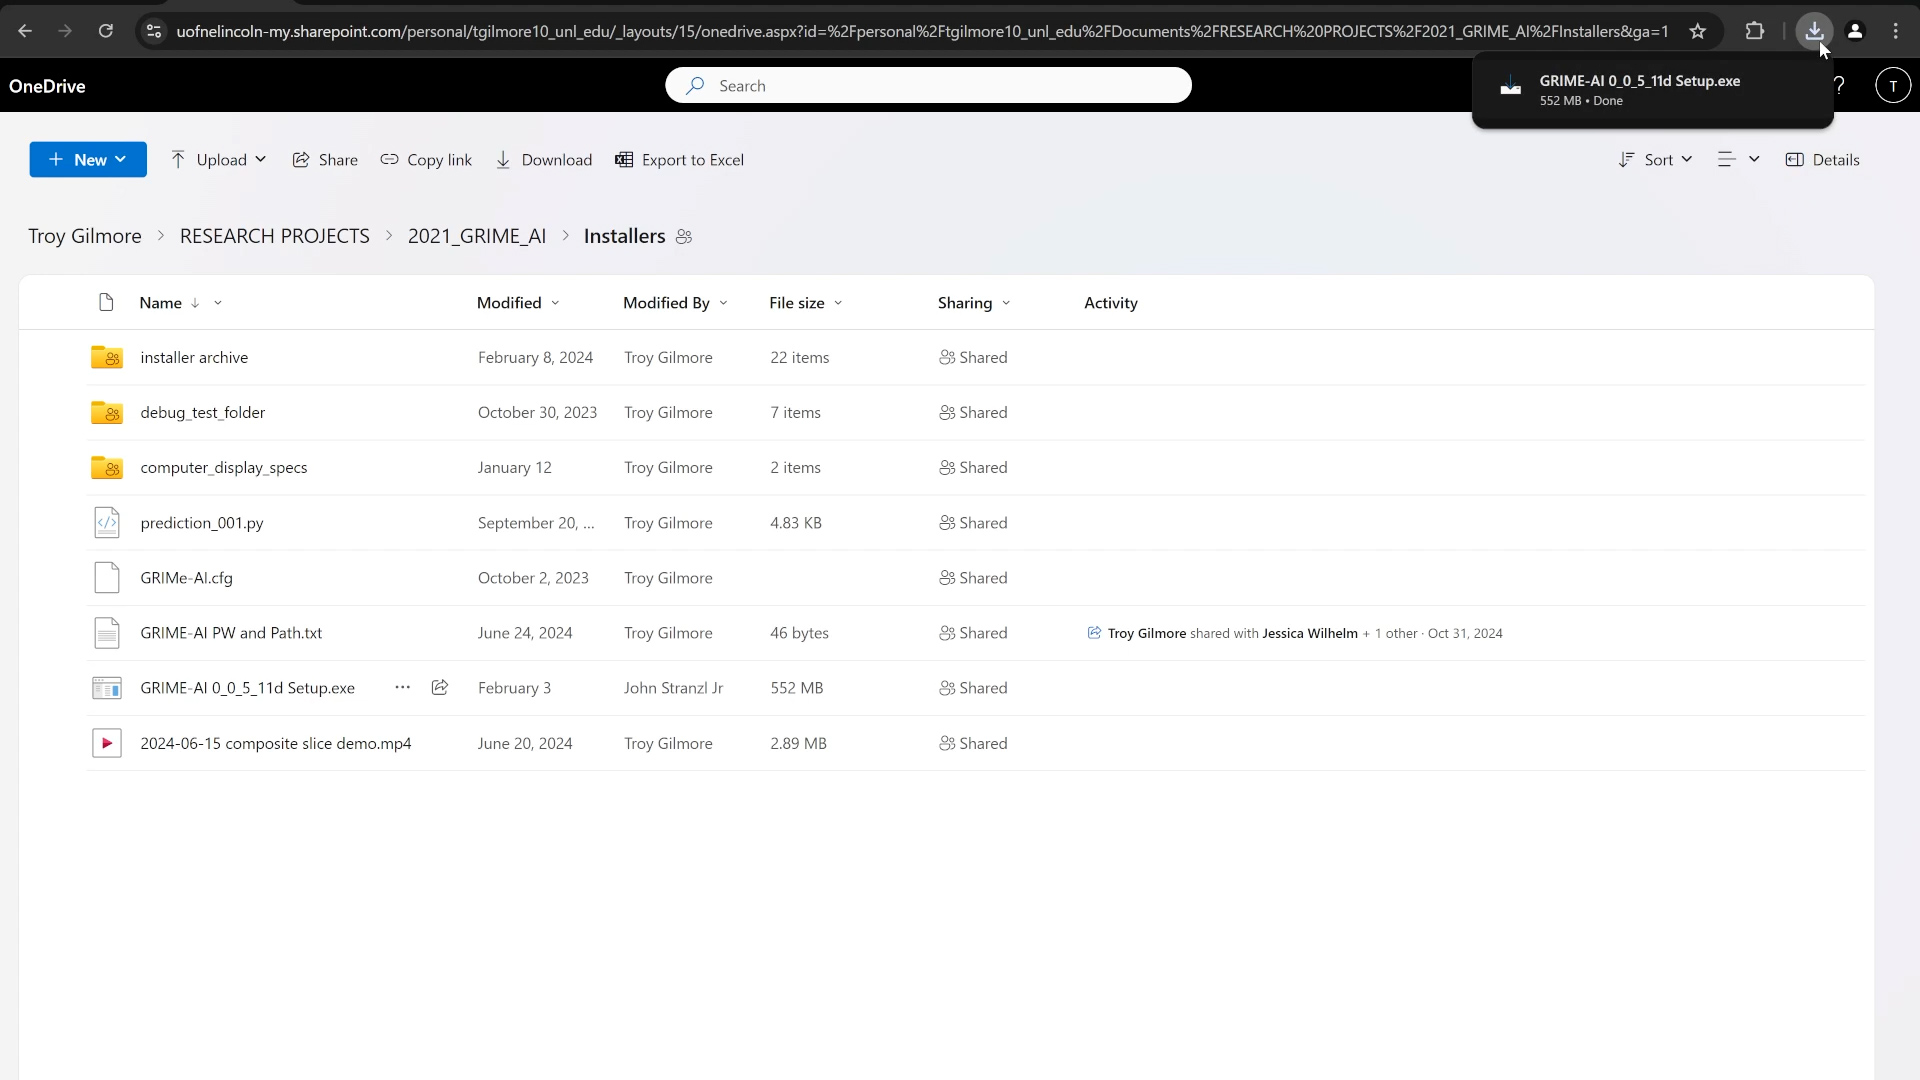 uofnelincoln-my.sharepoint.com/personal/tgilmore10_unl_edu/_layouts/15/onedrive.aspx?id=%2Fpersonal%2Ftgilmore10_unl_edu%2FDocuments%2FRESEARCH%20PROJECTS%2F2021_GRIME_AI%2FInstallers&ga=1
GRIME-AI 0_0_5_11d Setup.exe
552 MB • Done
OneDrive
Search
?
T
New
Upload
Share
Copy link
Download
Export to Excel
Sort
Details
Troy Gilmore > RESEARCH PROJECTS > 2021_GRIME_AI > Installers
Name Modified Modified By File size Sharing Activity
installer archive February 8, 2024 Troy Gilmore 22 items Shared
debug_test_folder October 30, 2023 Troy Gilmore 7 items Shared
computer_display_specs January 12 Troy Gilmore 2 items Shared
prediction_001.py September 20, ... Troy Gilmore 4.83 KB Shared
GRIMe-AI.cfg October 2, 2023 Troy Gilmore Shared
GRIME-AI PW and Path.txt June 24, 2024 Troy Gilmore 46 bytes Shared Troy Gilmore shared with Jessica Wilhelm + 1 other · Oct 31, 2024
GRIME-AI 0_0_5_11d Setup.exe ... February 3 John Stranzl Jr 552 MB Shared
2024-06-15 composite slice demo.mp4 June 20, 2024 Troy Gilmore 2.89 MB Shared